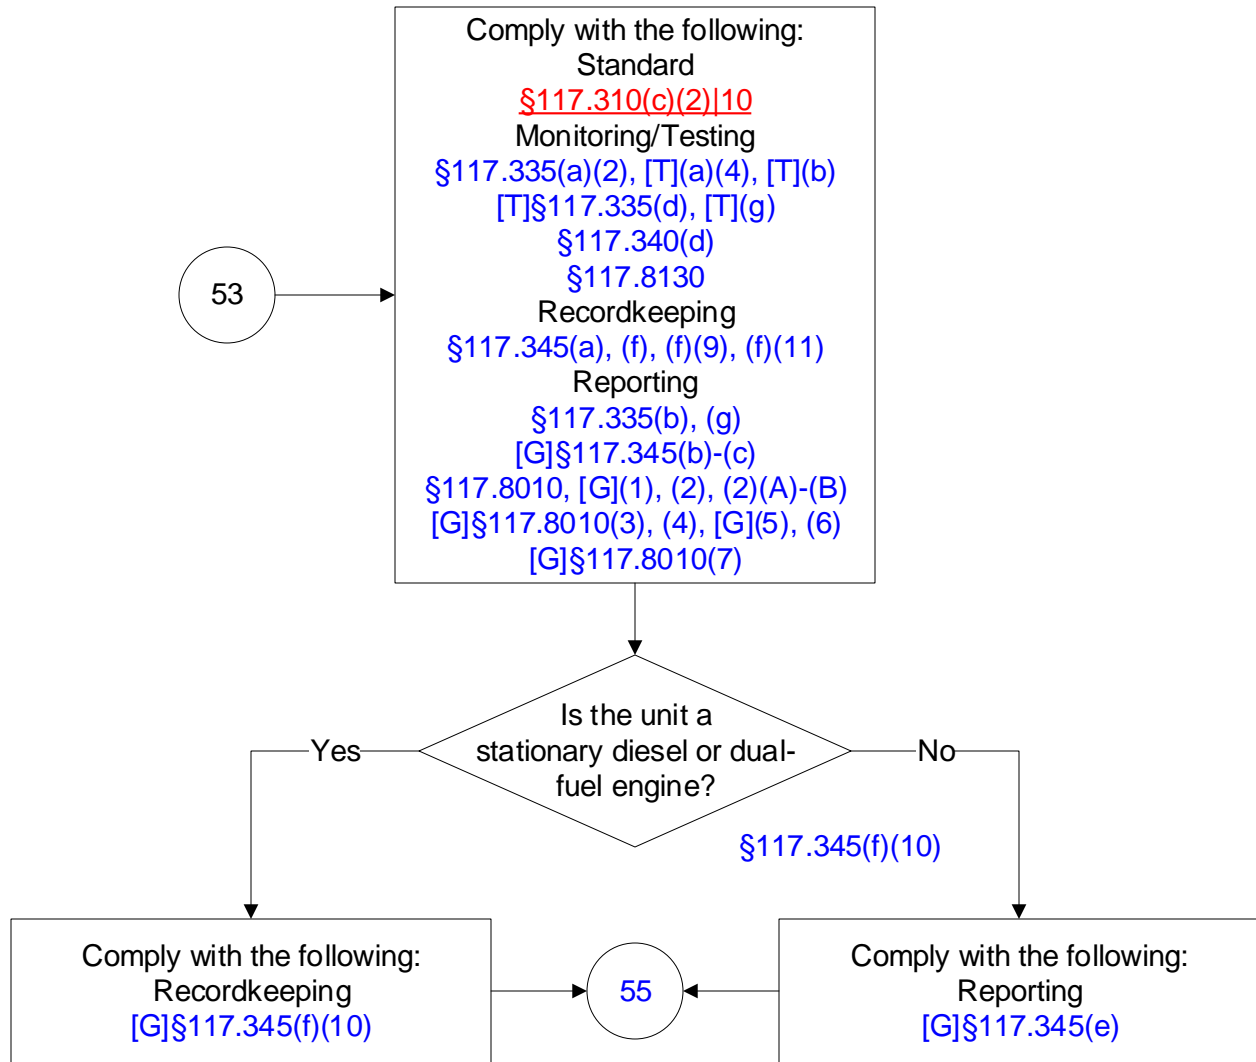 Comply with the following:
Standard
§117.310(c)(2)|10
Monitoring/Testing
§117.335(a)(2), [T](a)(4), [T](b)
[T]§117.335(d), [T](g)
§117.340(d)
§117.8130
Recordkeeping
§117.345(a), (f), (f)(9), (f)(11)
Reporting
§117.335(b), (g)
[G]§117.345(b)-(c)
§117.8010, [G](1), (2), (2)(A)-(B)
[G]§117.8010(3), (4), [G](5), (6)
[G]§117.8010(7)
53
Is the unit a
stationary diesel or dual-
fuel engine?
Yes
No
§117.345(f)(10)
Comply with the following:
Recordkeeping
[G]§117.345(f)(10)
55
Comply with the following:
Reporting
[G]§117.345(e)